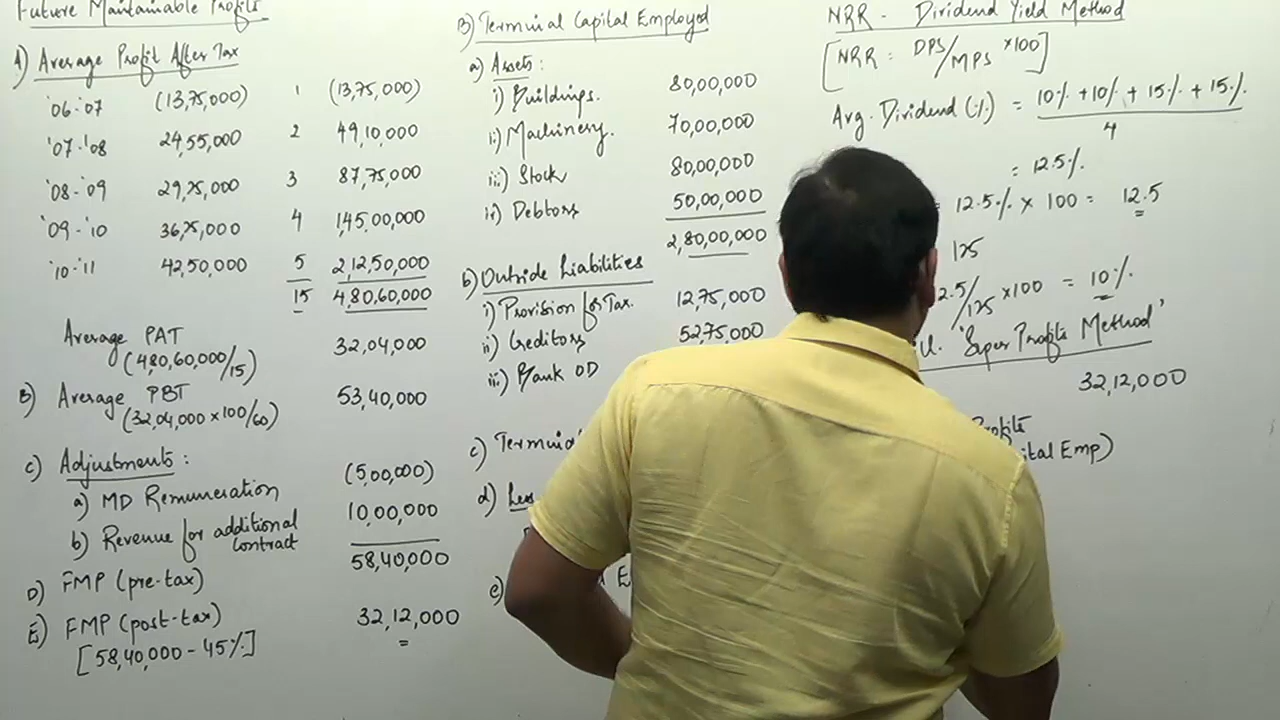 Future Maintainable Profits
A) Average Profit After Tax
'06-'07 (13,75,000) 1 (13,75,000)
'07-'08 24,55,000 2 49,10,000
'08-'09 29,25,000 3 87,75,000
'09-'10 36,25,000 4 1,45,00,000
'10-'11 42,50,000 5 2,12,50,000
15 4,80,60,000
Average PAT 32,04,000
(4,80,60,000/15)
B) Average PBT 53,40,000
(32,04,000 × 100/60)
C) Adjustments:
a) MD Remuneration (5,00,000)
b) Revenue for additional contract 10,00,000
D) FMP (pre-tax) 58,40,000
E) FMP (post-tax) 32,12,000
[58,40,000 - 45%]
B) Terminal Capital Employed
a) Assets:
i) Buildings. 80,00,000
ii) Machinery. 70,00,000
iii) Stock 80,00,000
iv) Debtors 50,00,000
2,80,00,000
b) Outside Liabilities
i) Provision for Tax. 12,75,000
ii) Creditors 52,75,000
iii) Bank OD
c)
d) Less
e)
NRR - Dividend Yield Method
[NRR = DPS/MPS ×100]
Avg. Dividend (%) = 10% + 10% + 15% + 15%
4
= 12.5%
12.5% × 100 = 12.5
125
2.5/125 ×100 = 10%
'Super Profits Method'
32,12,000
Profits
Emp)